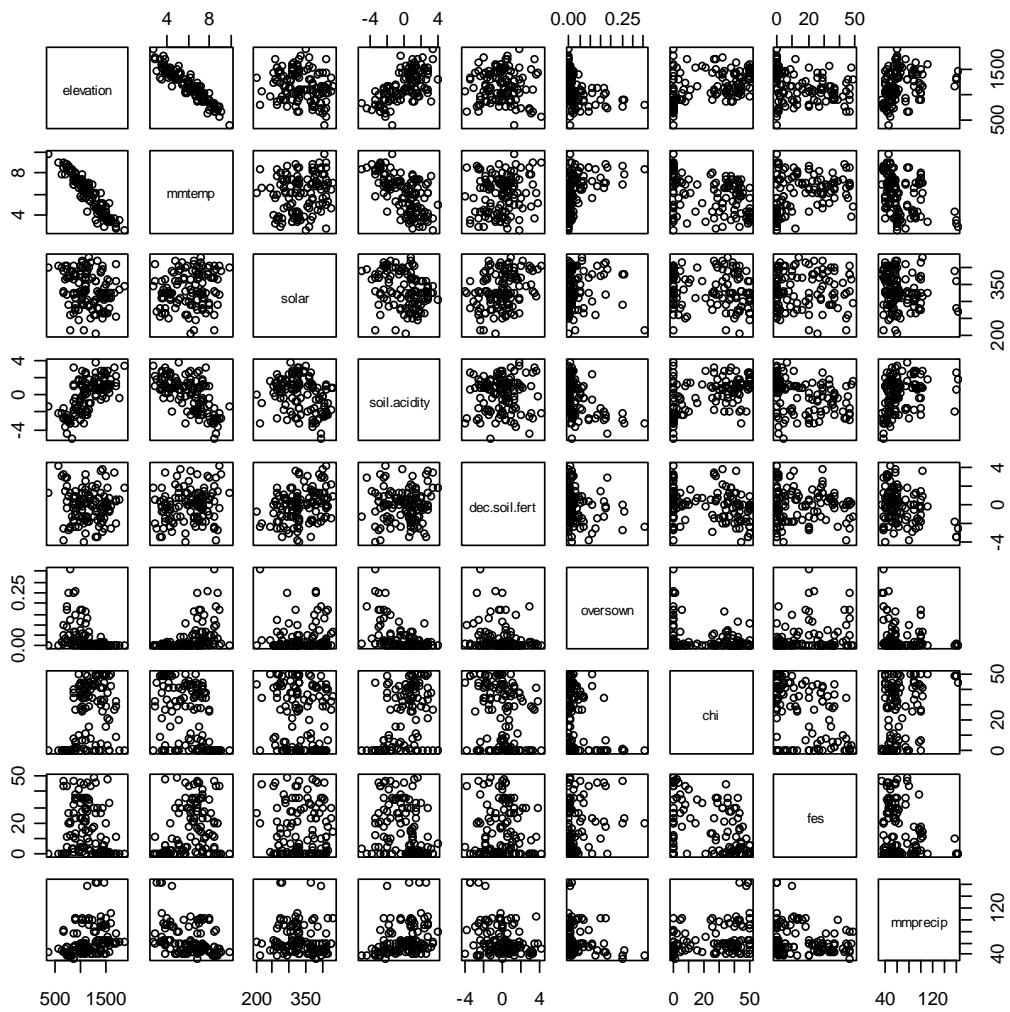 4 8 -4 0 4 0.00 0.25 0 20 50
elevation 500 1500
4 8 mmtemp
solar 200 350
-4 0 4 soil.acidity
dec.soil.fert -4 0 4
0.00 0.25 oversown
chi 0 20 50
0 20 50 fes
mmprecip 40 120
500 1500 200 350 -4 0 4 0 20 50 40 120